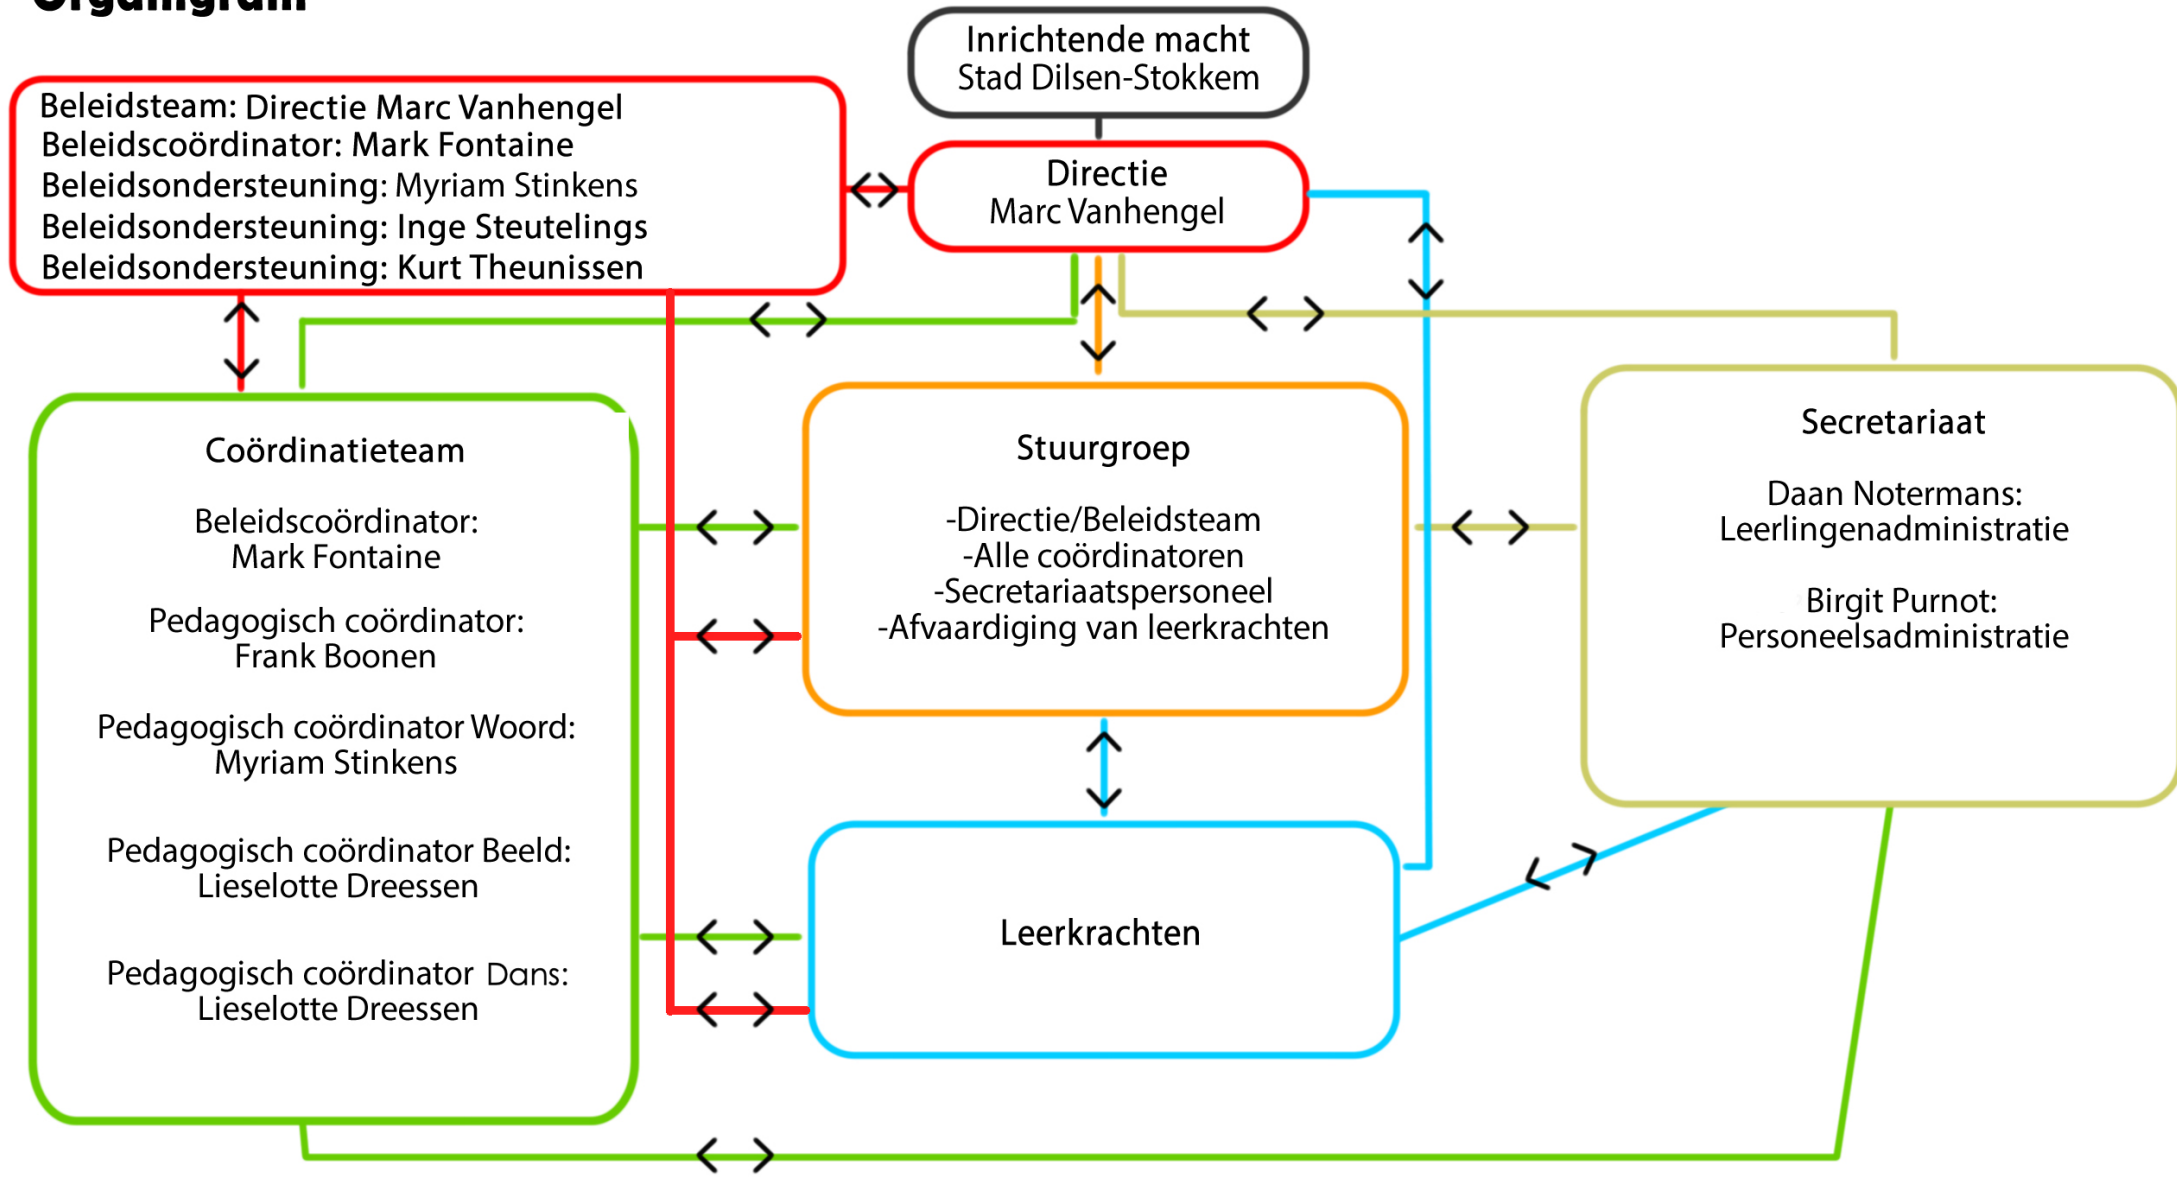 Organigram
Inrichtende macht
Stad Dilsen-Stokkem
Beleidsteam: Directie Marc Vanhengel
Beleidscoördinator: Mark Fontaine
Beleidsondersteuning: Myriam Stinkens
Beleidsondersteuning: Inge Steutelings
Beleidsondersteuning: Kurt Theunissen
Directie
Marc Vanhengel
Coördinatieteam
Beleidscoördinator:
Mark Fontaine
Pedagogisch coördinator:
Frank Boonen
Pedagogisch coördinator Woord:
Myriam Stinkens
Pedagogisch coördinator Beeld:
Lieselotte Dreessen
Pedagogisch coördinator Dans:
Lieselotte Dreessen
Stuurgroep
-Directie/Beleidsteam
-Alle coördinatoren
-Secretariaatspersoneel
-Afvaardiging van leerkrachten
Leerkrachten
Secretariaat
Daan Notermans:
Leerlingenadministratie
Birgit Purnot:
Personeelsadministratie